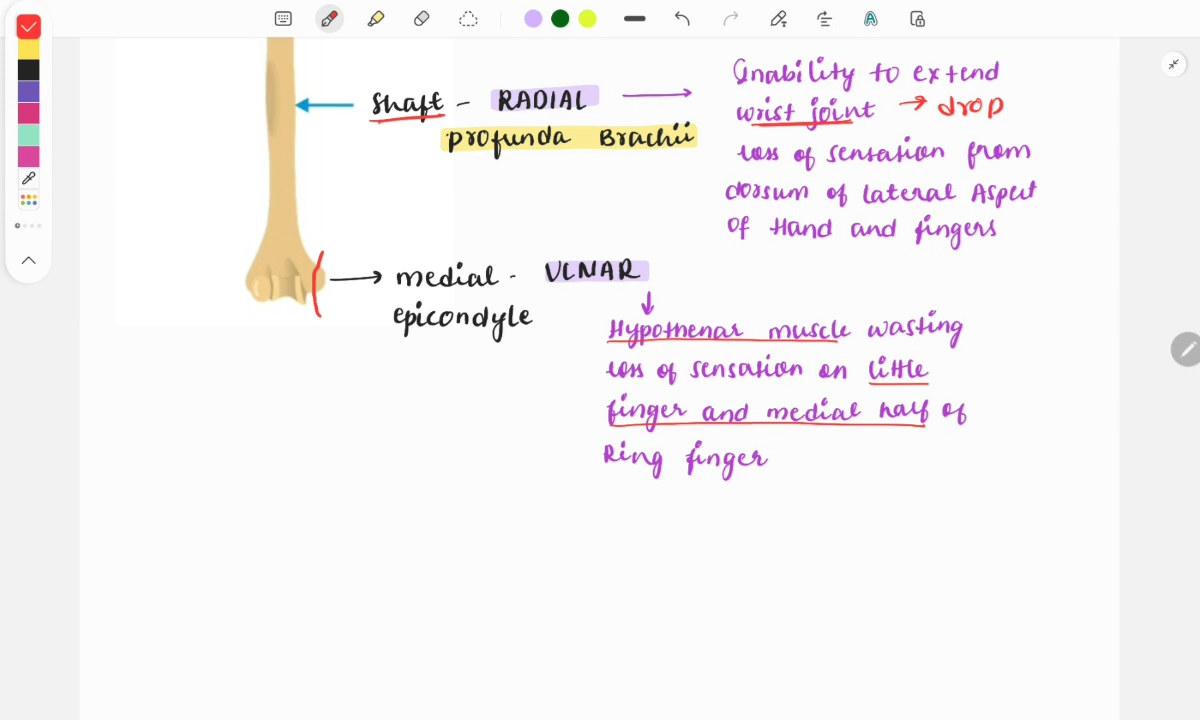 Shaft - RADIAL
Profunda Brachii
Inability to extend
wrist joint → drop
loss of sensation from
dorsum of lateral Aspect
of Hand and fingers
→ medial - ULNAR
epicondyle
Hypothenar muscle wasting
loss of sensation on little
finger and medial half of
Ring finger